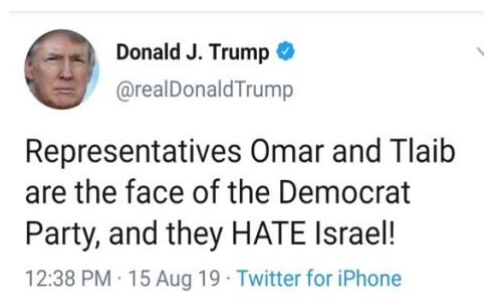 Donald J. Trump
@realDonaldTrump
Representatives Omar and Tlaib
are the face of the Democrat
Party, and they HATE Israel!
12:38 PM · 15 Aug 19 · Twitter for iPhone